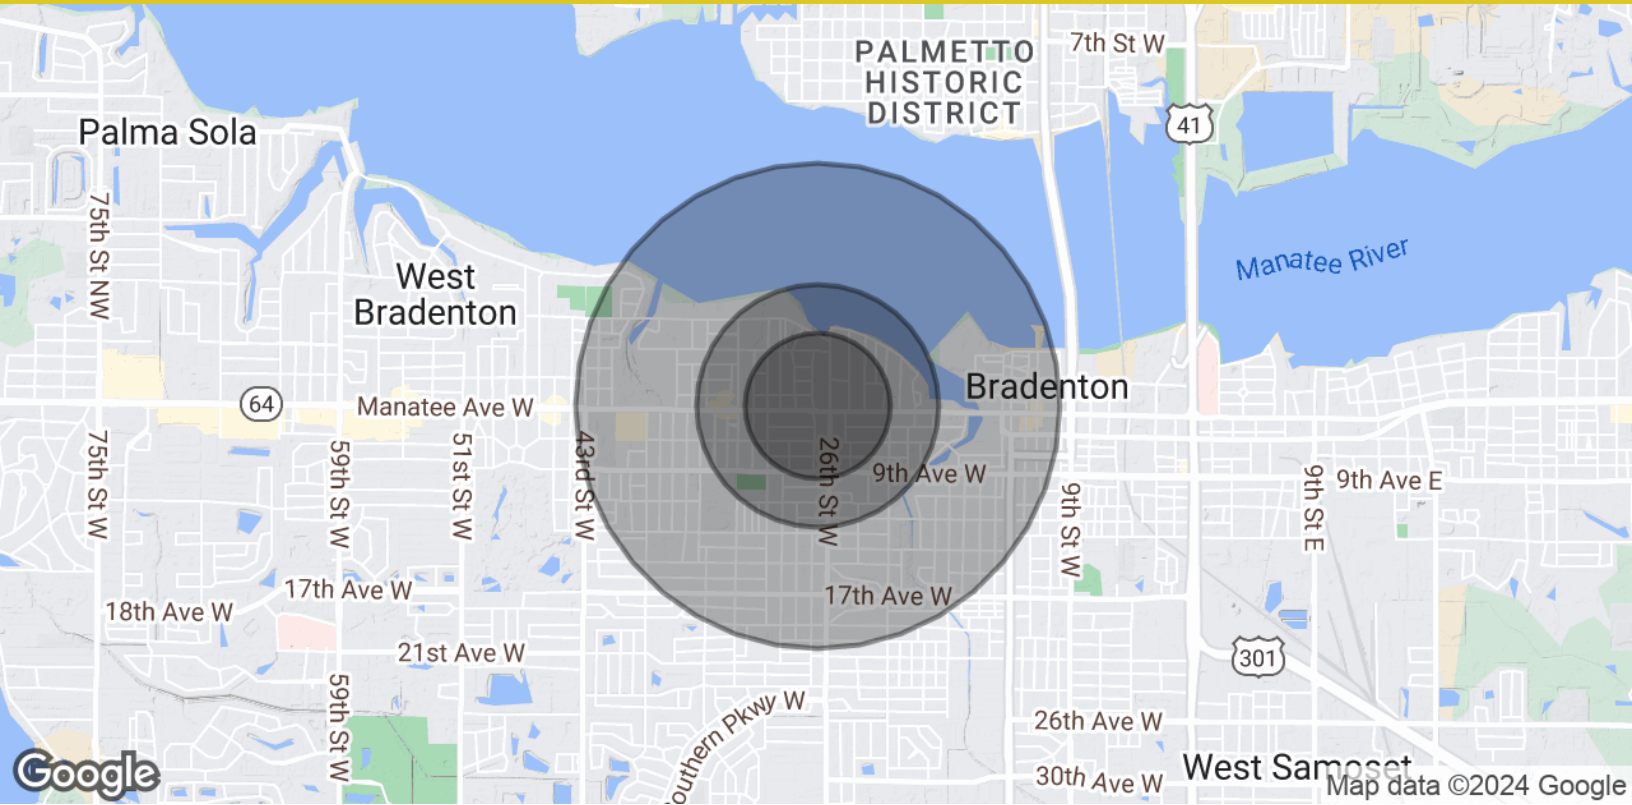 PALMETTO
HISTORIC
DISTRICT
7th St W
41
Palma Sola
75th St NW
West
Bradenton
Manatee River
64
Manatee Ave W
Bradenton
75th St W
59th St W
51st St W
43rd St W
26th St W
9th Ave W
9th St W
9th St E
9th Ave E
17th Ave W
18th Ave W
17th Ave W
21st Ave W
301
59th St W
outhern Pkwy W
26th Ave W
30th Ave W
West Samoset
Google
Map data ©2024 Google